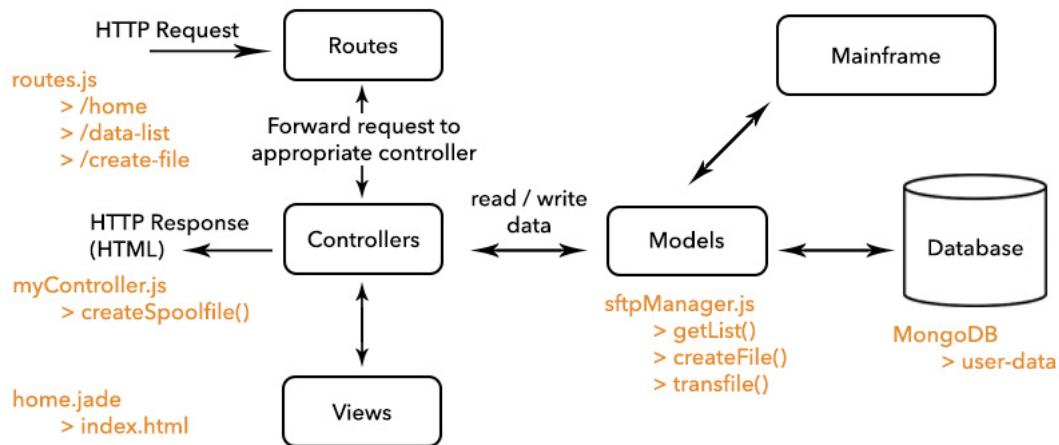 HTTP Request
Routes
Mainframe
routes.js
> /home
> /data-list
> /create-file
Forward request to
appropriate controller
HTTP Response
(HTML)
Controllers
read / write
data
Models
Database
myController.js
> createSpoolfile()
sftpManager.js
> getList()
> createFile()
> transfile()
MongoDB
> user-data
home.jade
> index.html
Views